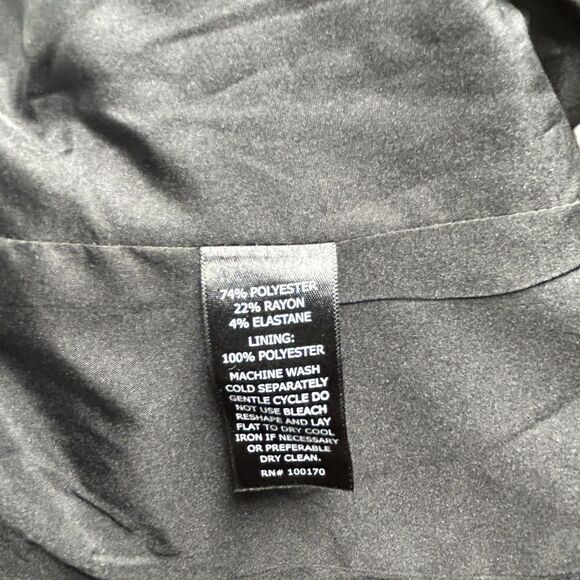 74% POLYESTER
22% RAYON
4% ELASTANE
LINING:
100% POLYESTER
MACHINE WASH
COLD SEPARATELY
GENTLE CYCLE DO
NOT USE BLEACH
RESHAPE AND LAY
FLAT TO DRY COOL
IRON IF NECESSARY
OR PREFERABLE
DRY CLEAN.
RN# 100170